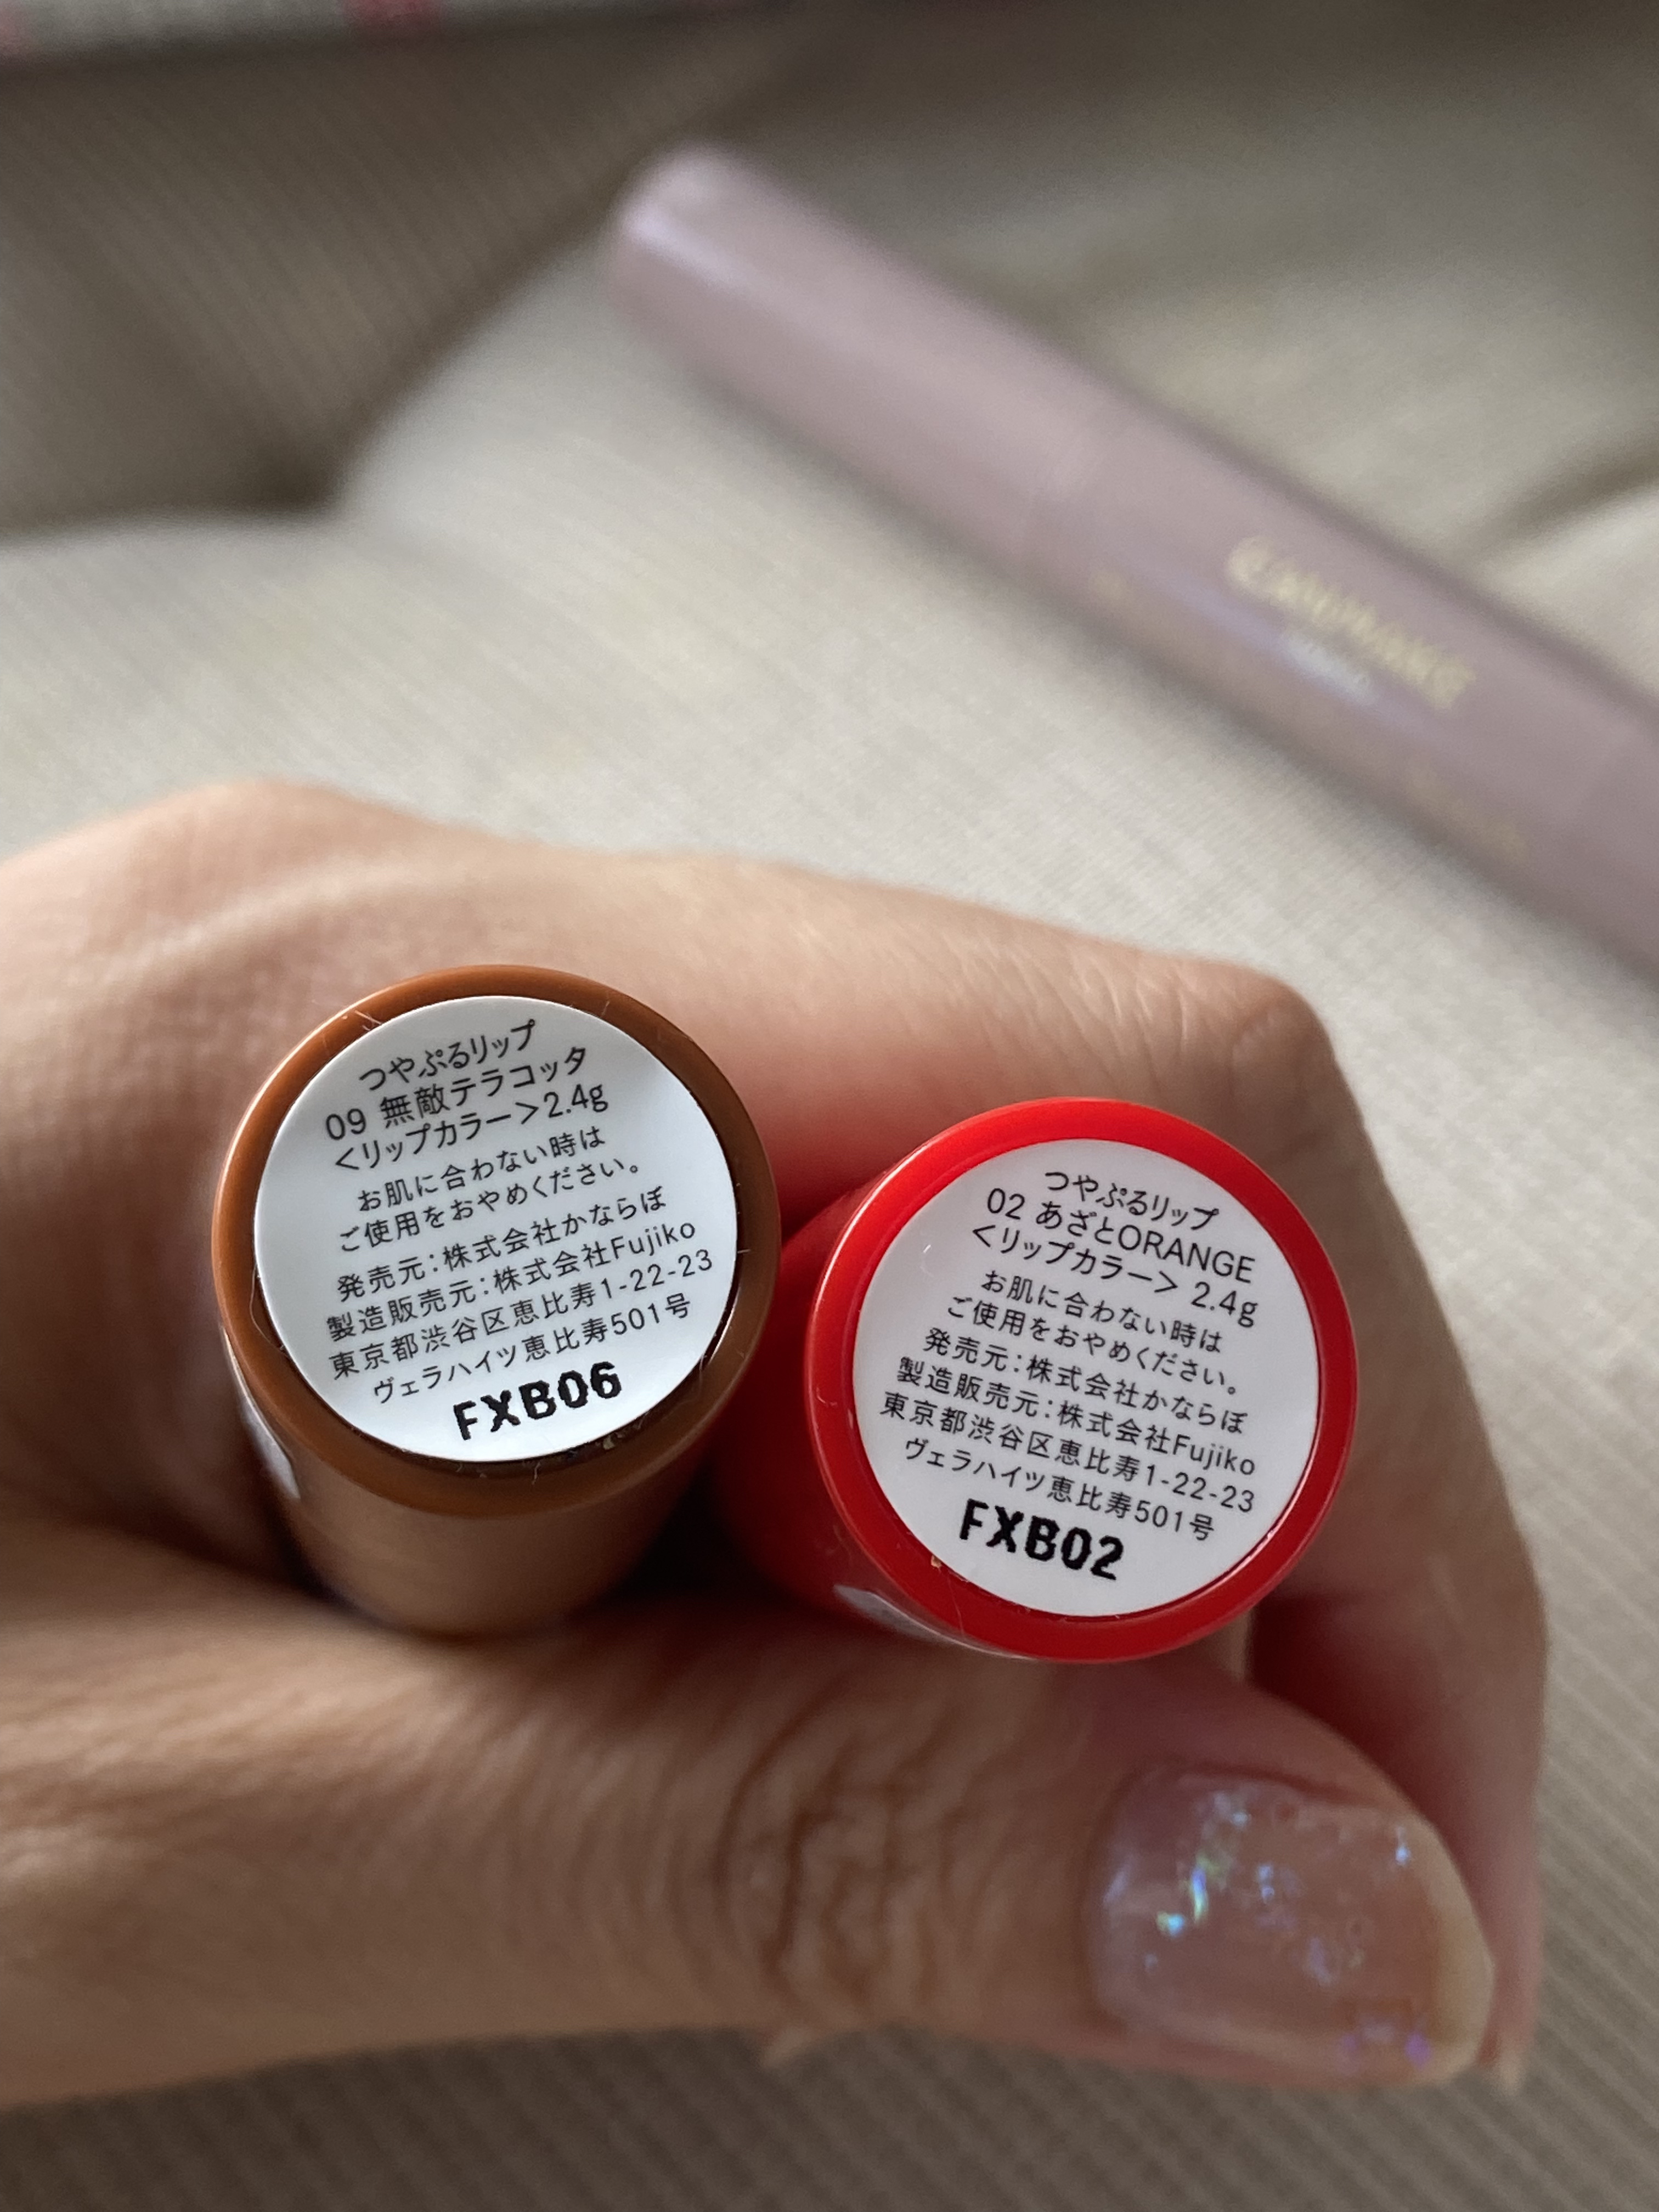 CANMAKE
つやぷるリップ
09 無敵テラコッタ
<リップカラー>2.4g
お肌に合わない時は
ご使用をおやめください。
発売元:株式会社かならぼ
製造販売元:株式会社Fujiko
東京都渋谷区恵比寿1-22-23
ヴェラハイツ恵比寿501号
FXB06
つやぷるリップ
02 あざとORANGE
<リップカラー> 2.4g
お肌に合わない時は
ご使用をおやめください。
発売元:株式会社かならぼ
製造販売元:株式会社Fujiko
東京都渋谷区恵比寿1-22-23
ヴェラハイツ恵比寿501号
FXB02